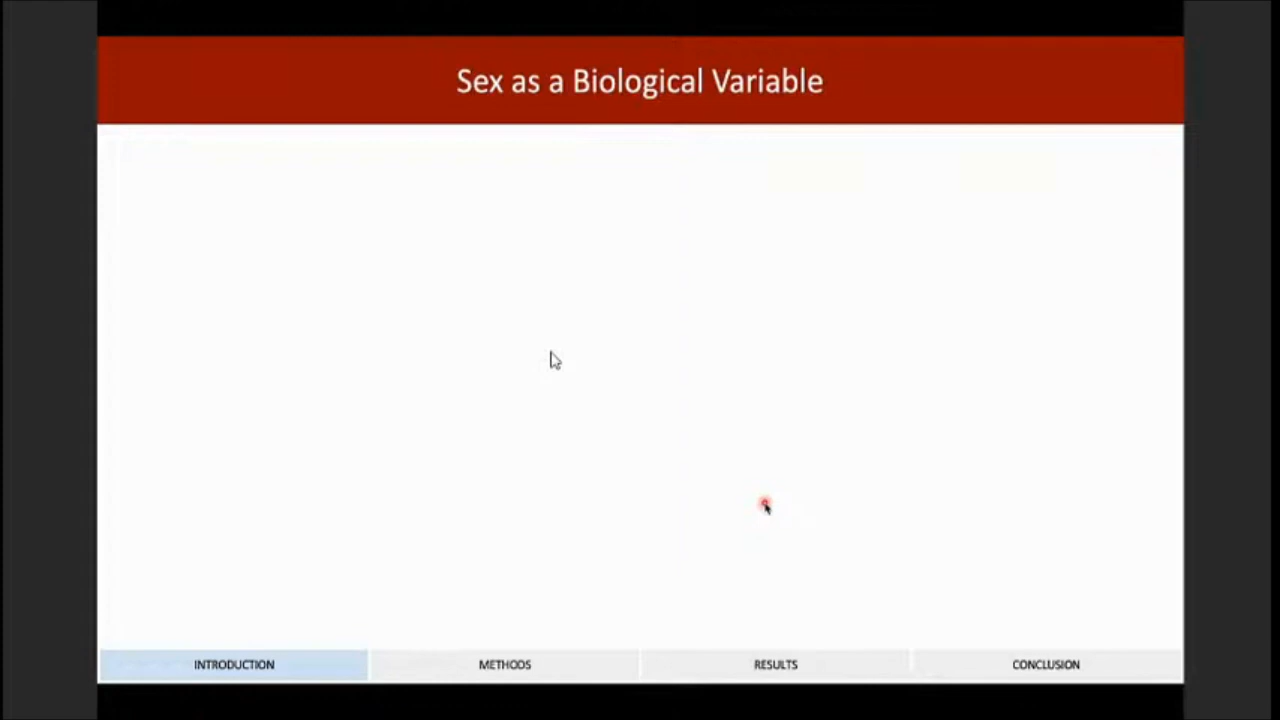 Sex as a Biological Variable
INTRODUCTION
METHODS
RESULTS
CONCLUSION